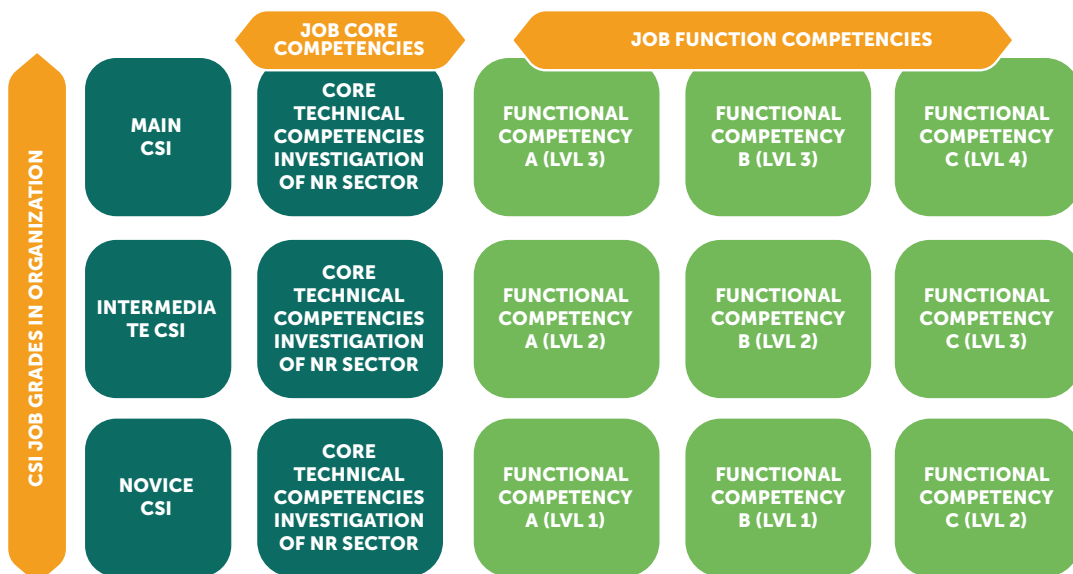 JOB CORE
COMPETENCIES
JOB FUNCTION COMPETENCIES
CSI JOB GRADES IN ORGANIZATION
MAIN
CSI
CORE
TECHNICAL
COMPETENCIES
INVESTIGATION
OF NR SECTOR
FUNCTIONAL
COMPETENCY
A (LVL 3)
FUNCTIONAL
COMPETENCY
B (LVL 3)
FUNCTIONAL
COMPETENCY
C (LVL 4)
INTERMEDIA
TE CSI
CORE
TECHNICAL
COMPETENCIES
INVESTIGATION
OF NR SECTOR
FUNCTIONAL
COMPETENCY
A (LVL 2)
FUNCTIONAL
COMPETENCY
B (LVL 2)
FUNCTIONAL
COMPETENCY
C (LVL 3)
NOVICE
CSI
CORE
TECHNICAL
COMPETENCIES
INVESTIGATION
OF NR SECTOR
FUNCTIONAL
COMPETENCY
A (LVL 1)
FUNCTIONAL
COMPETENCY
B (LVL 1)
FUNCTIONAL
COMPETENCY
C (LVL 2)